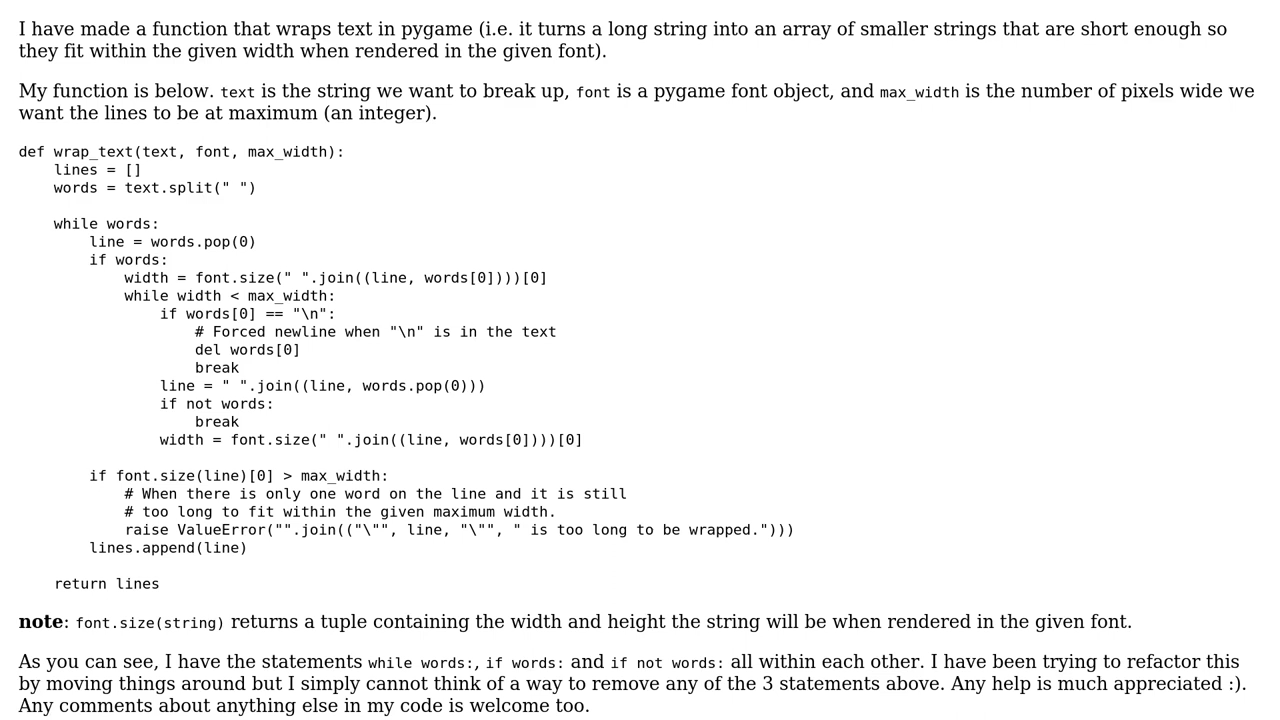 I have made a function that wraps text in pygame (i.e. it turns a long string into an array of smaller strings that are short enough so
they fit within the given width when rendered in the given font).
My function is below. text is the string we want to break up, font is a pygame font object, and max_width is the number of pixels wide we
want the lines to be at maximum (an integer).
def wrap_text(text, font, max_width):
    lines = []
    words = text.split(" ")

    while words:
        line = words.pop(0)
        if words:
            width = font.size(" ".join((line, words[0])))[0]
            while width < max_width:
                if words[0] == "\n":
                    # Forced newline when "\n" is in the text
                    del words[0]
                    break
                line = " ".join((line, words.pop(0)))
                if not words:
                    break
                width = font.size(" ".join((line, words[0])))[0]

        if font.size(line)[0] > max_width:
            # When there is only one word on the line and it is still
            # too long to fit within the given maximum width.
            raise ValueError("".join(("\"", line, "\"", " is too long to be wrapped.")))
        lines.append(line)

    return lines
note: font.size(string) returns a tuple containing the width and height the string will be when rendered in the given font.
As you can see, I have the statements while words:, if words: and if not words: all within each other. I have been trying to refactor this
by moving things around but I simply cannot think of a way to remove any of the 3 statements above. Any help is much appreciated :).
Any comments about anything else in my code is welcome too.